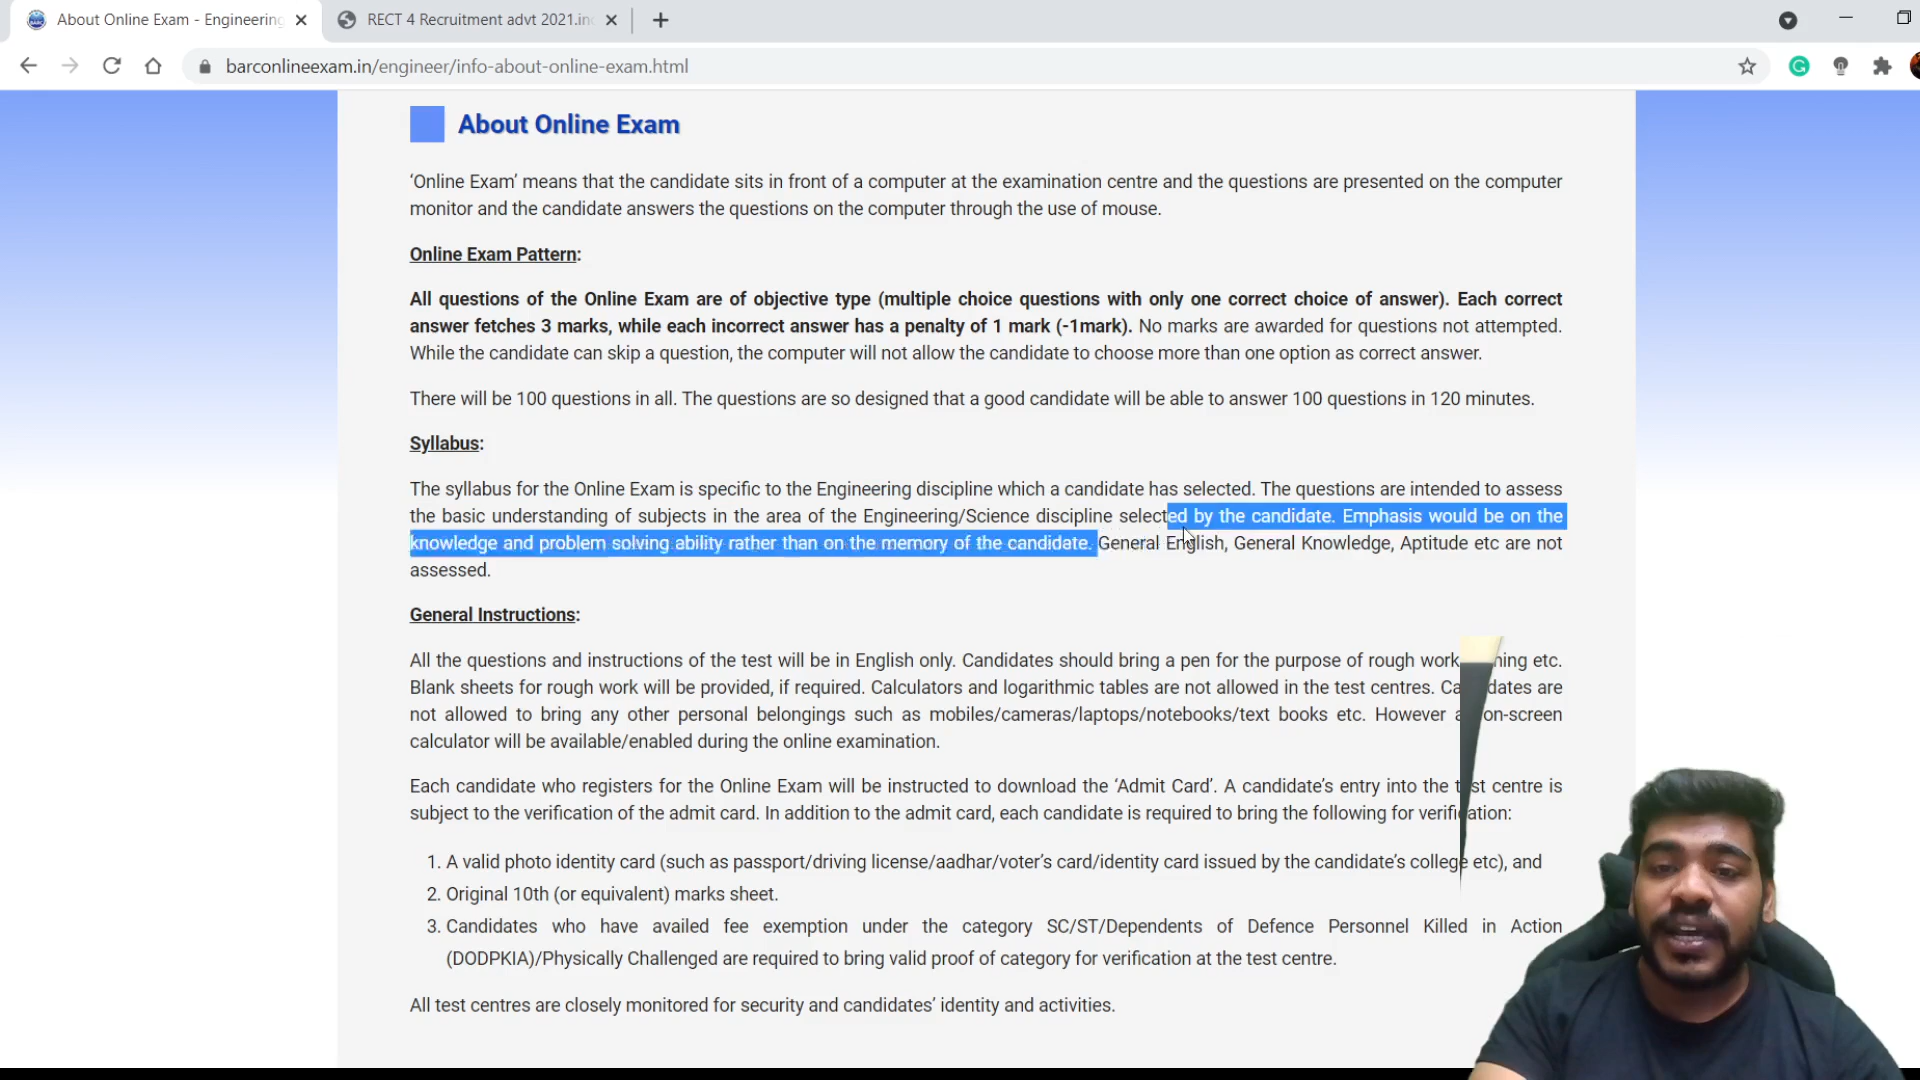 About Online Exam - Engineering
RECT 4 Recruitment advt 2021.in
barconlineexam.in/engineer/info-about-online-exam.html
About Online Exam
‘Online Exam’ means that the candidate sits in front of a computer at the examination centre and the questions are presented on the computer
monitor and the candidate answers the questions on the computer through the use of mouse.
Online Exam Pattern:
All questions of the Online Exam are of objective type (multiple choice questions with only one correct choice of answer). Each correct
answer fetches 3 marks, while each incorrect answer has a penalty of 1 mark (-1mark). No marks are awarded for questions not attempted.
While the candidate can skip a question, the computer will not allow the candidate to choose more than one option as correct answer.
There will be 100 questions in all. The questions are so designed that a good candidate will be able to answer 100 questions in 120 minutes.
Syllabus:
The syllabus for the Online Exam is specific to the Engineering discipline which a candidate has selected. The questions are intended to assess
the basic understanding of subjects in the area of the Engineering/Science discipline selected by the candidate. Emphasis would be on the
knowledge and problem solving ability rather than on the memory of the candidate. General English, General Knowledge, Aptitude etc are not
assessed.
General Instructions:
All the questions and instructions of the test will be in English only. Candidates should bring a pen for the purpose of rough work etc.
Blank sheets for rough work will be provided, if required. Calculators and logarithmic tables are not allowed in the test centres. Candidates are
not allowed to bring any other personal belongings such as mobiles/cameras/laptops/notebooks/text books etc. However on-screen
calculator will be available/enabled during the online examination.
Each candidate who registers for the Online Exam will be instructed to download the ‘Admit Card’. A candidate’s entry into the test centre is
subject to the verification of the admit card. In addition to the admit card, each candidate is required to bring the following for verification:
1. A valid photo identity card (such as passport/driving license/aadhar/voter’s card/identity card issued by the candidate’s college etc), and
2. Original 10th (or equivalent) marks sheet.
3. Candidates who have availed fee exemption under the category SC/ST/Dependents of Defence Personnel Killed in Action
(DODPKIA)/Physically Challenged are required to bring valid proof of category for verification at the test centre.
All test centres are closely monitored for security and candidates’ identity and activities.